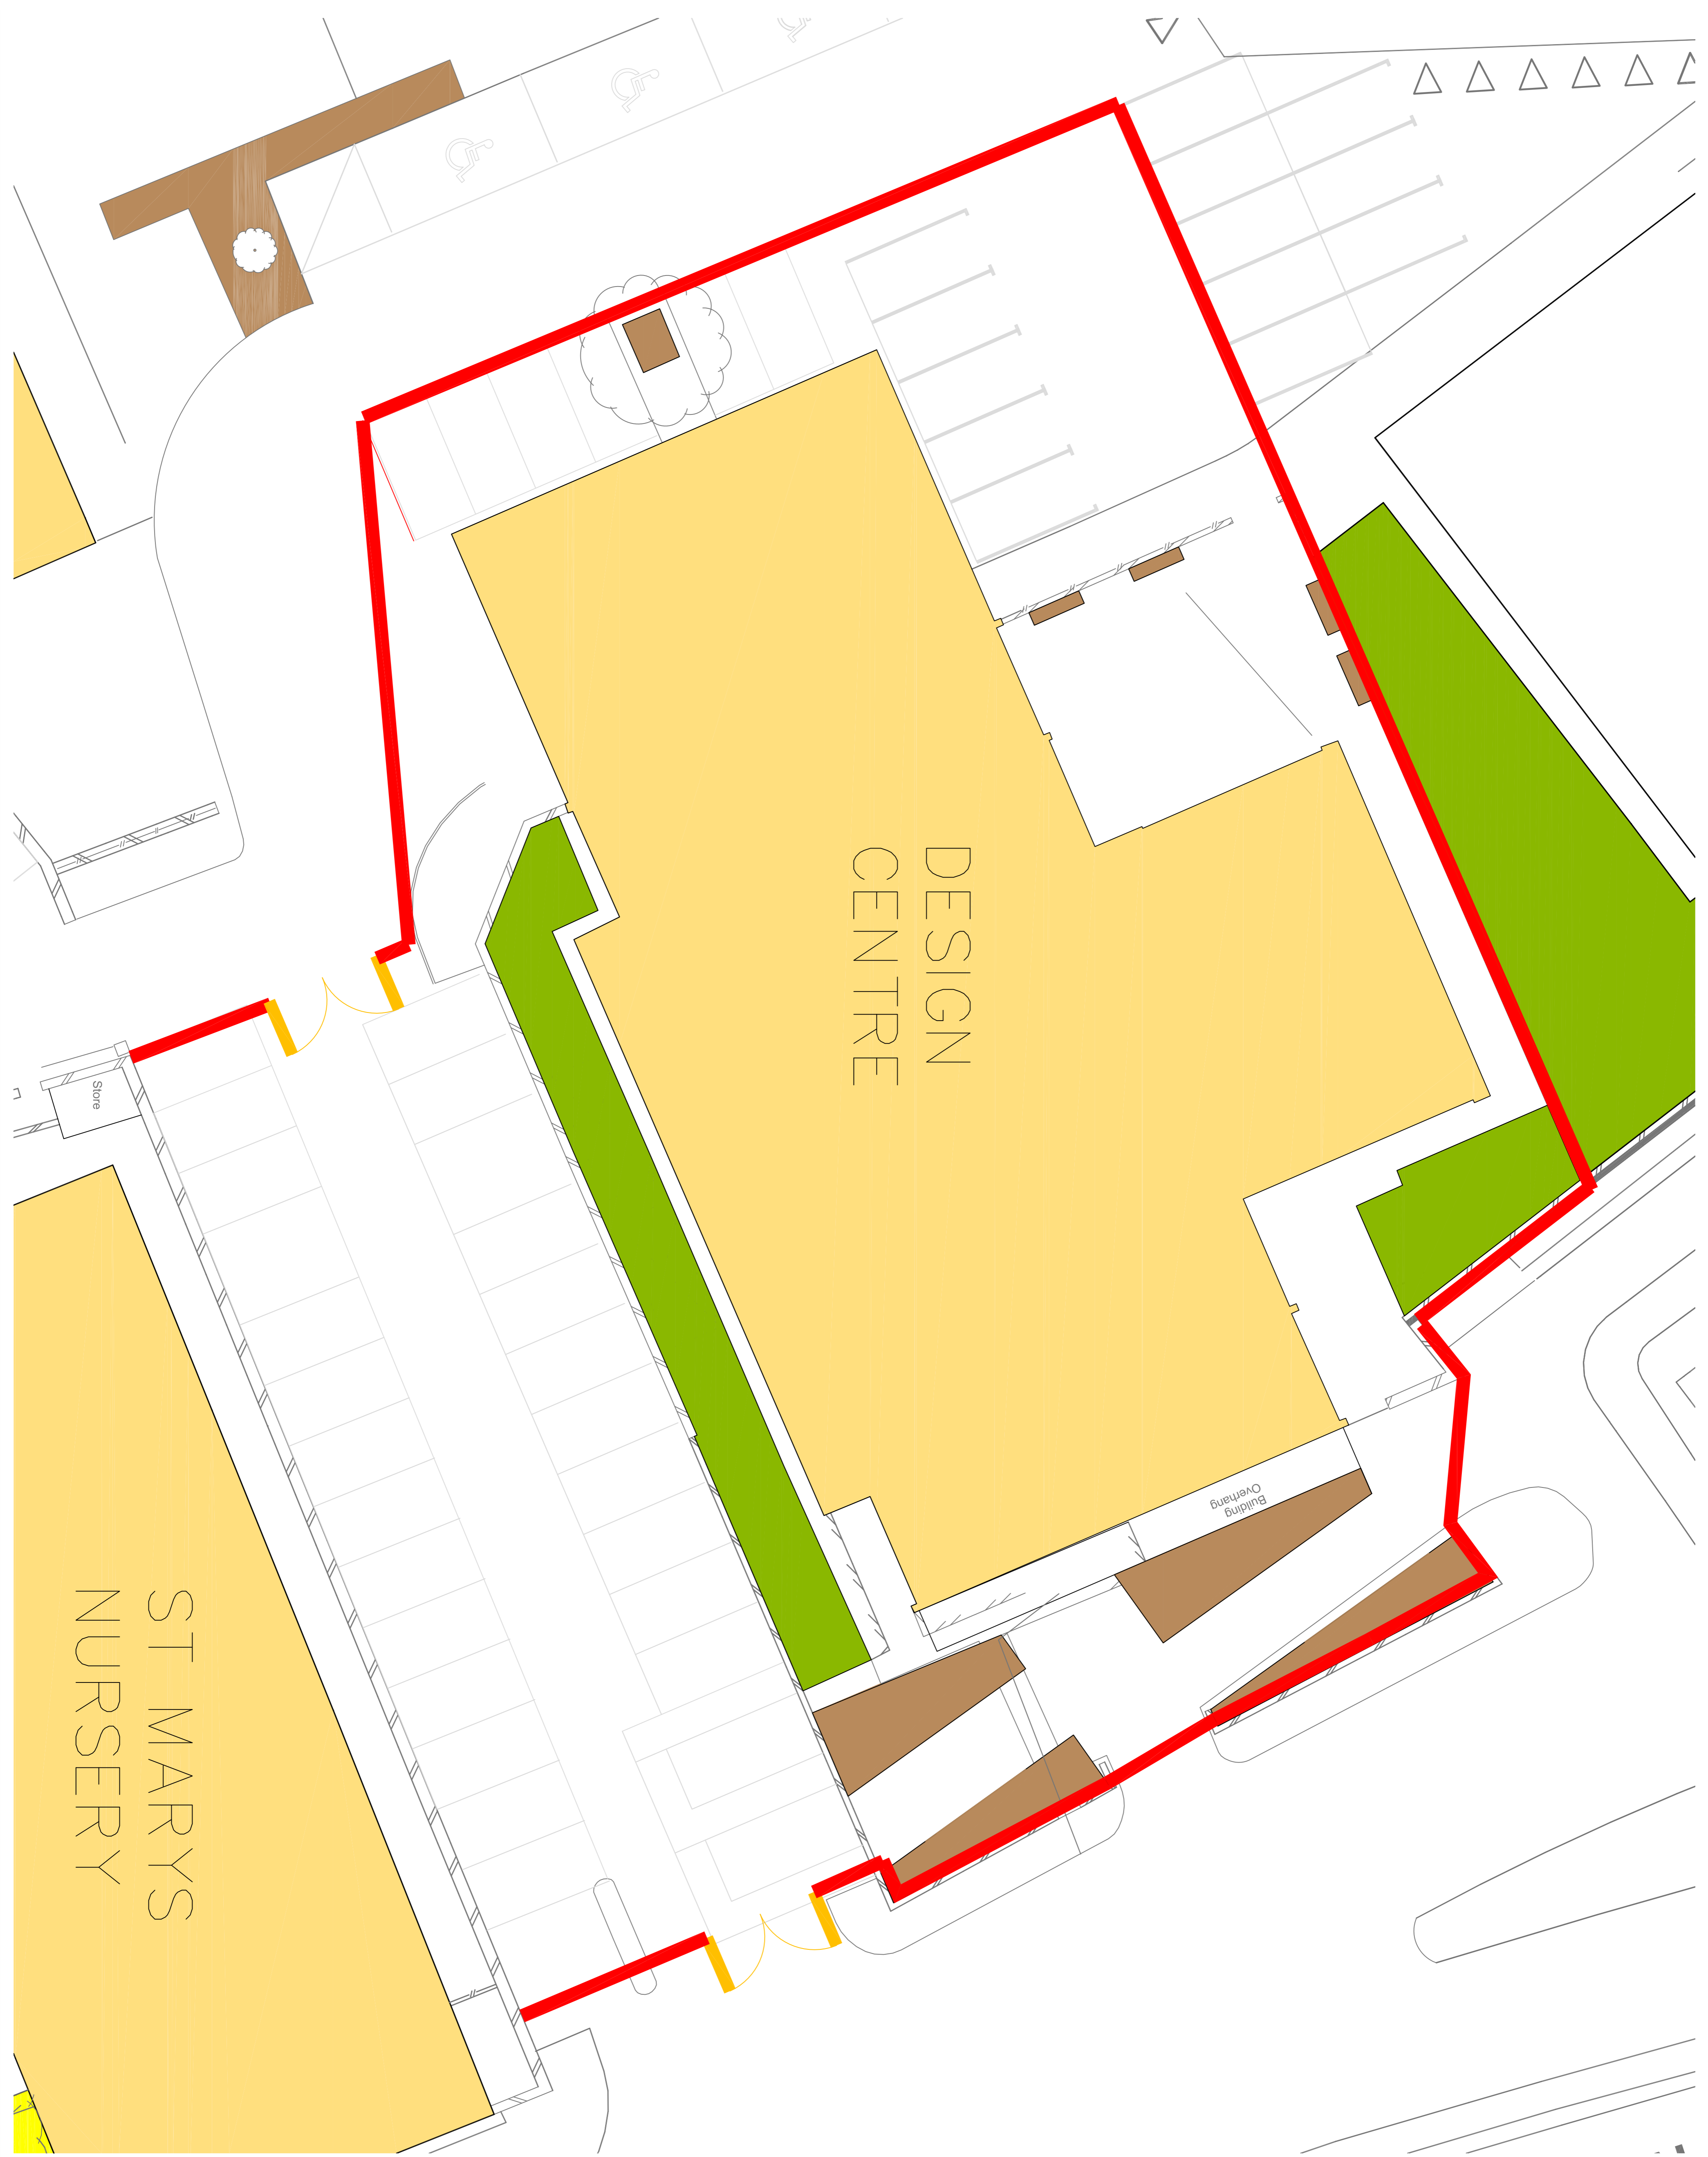 DESIGN
CENTRE
Store
Building
Overhang
ST MARYS
NURSERY